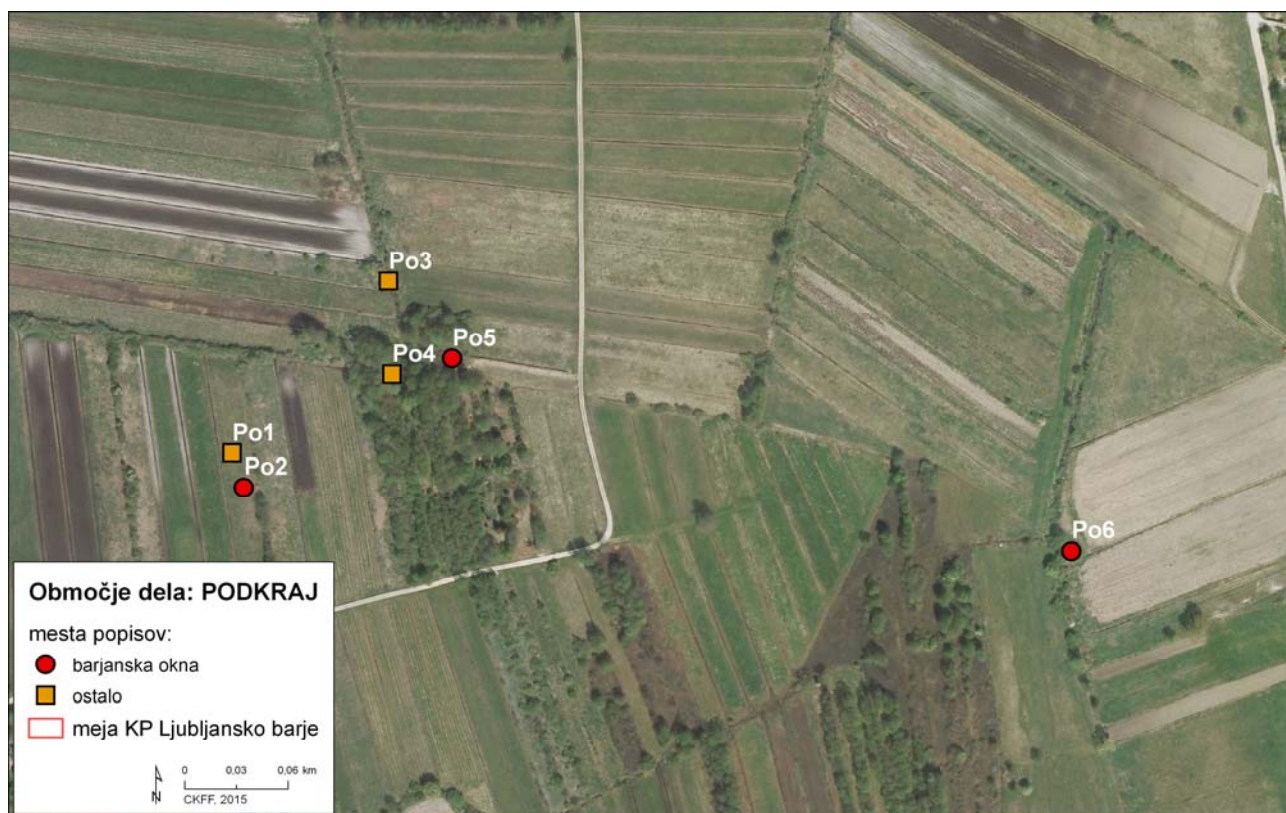 Po3
Po5
Po4
Po1
Po2
Po6
Območje dela: PODKRAJ
mesta popisov:
barjanska okna
ostalo
meja KP Ljubljansko barje
N
0 0,03 0,06 km
CKFF, 2015